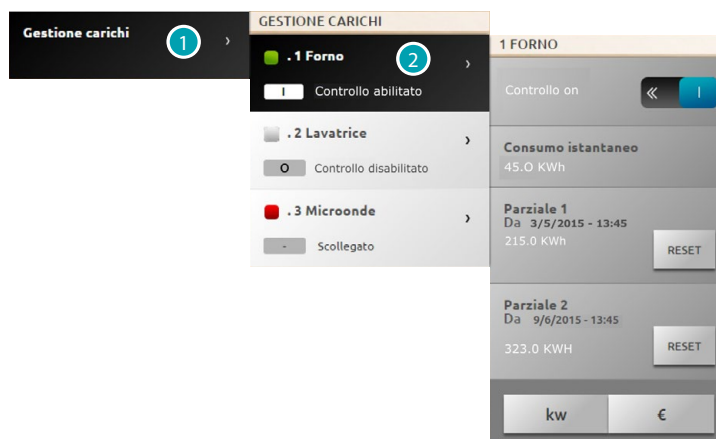 Gestione carichi
1
GESTIONE CARICHI
. 1 Forno
2
I Controllo abilitato
. 2 Lavatrice
O Controllo disabilitato
. 3 Microonde
- Scollegato
1 FORNO
Controllo on
I
Consumo istantaneo
45.O KWh
Parziale 1
Da 3/5/2015 - 13:45
215.0 KWh
RESET
Parziale 2
Da 9/6/2015 - 13:45
323.0 KWH
RESET
kw
€